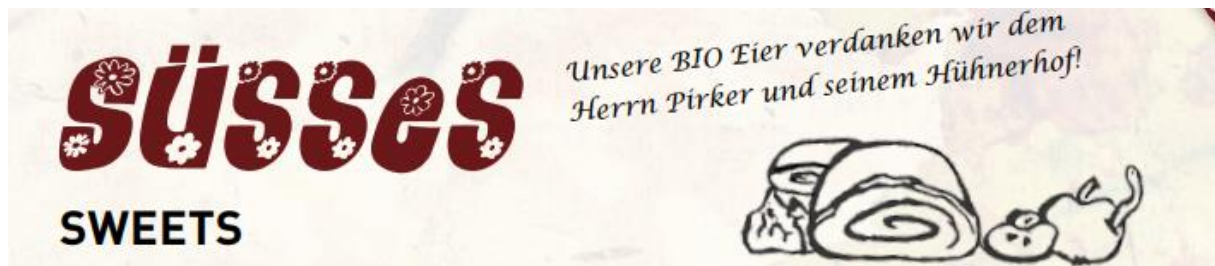 SÜSSeS
Unsere BIO Eier verdanken wir dem
Herrn Pirker und seinem Hühnerhof!
SWEETS